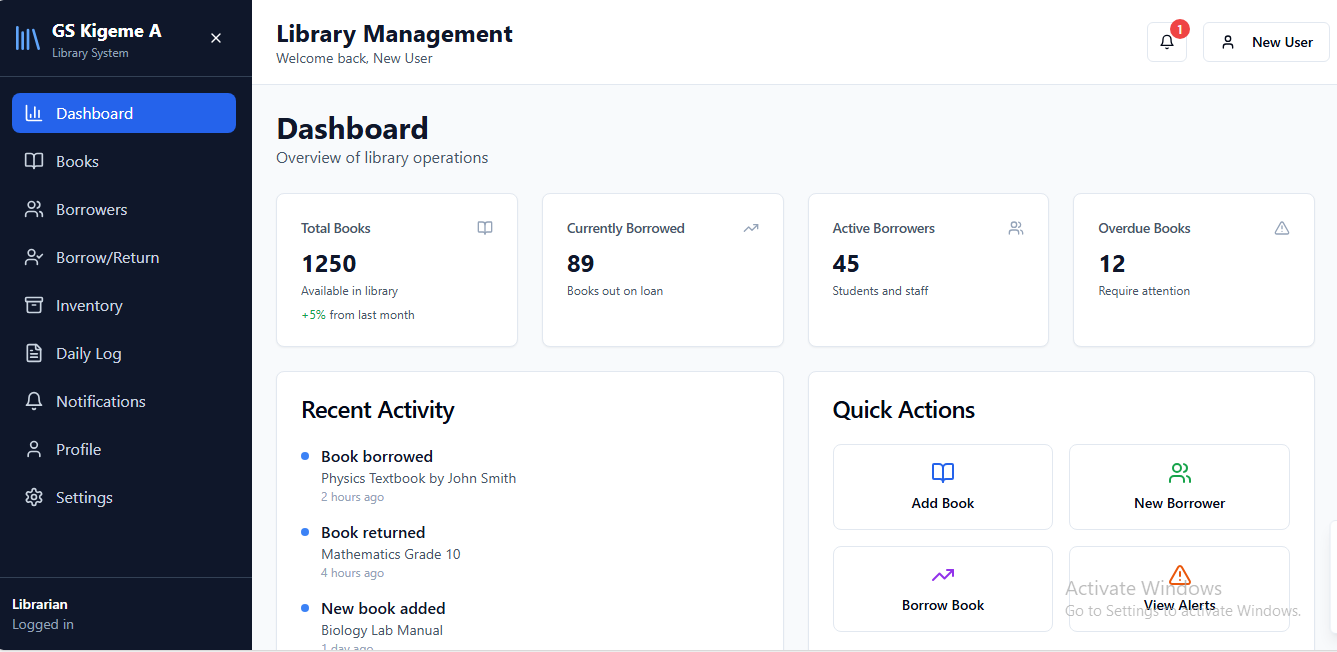 GS Kigeme A
Library System
Dashboard
Books
Borrowers
Borrow/Return
Inventory
Daily Log
Notifications
Profile
Settings
Librarian
Logged in
Library Management
Welcome back, New User
1
New User
Dashboard
Overview of library operations
Total Books
1250
Available in library
+5% from last month
Currently Borrowed
89
Books out on loan
Active Borrowers
45
Students and staff
Overdue Books
12
Require attention
Recent Activity
Book borrowed
Physics Textbook by John Smith
2 hours ago
Book returned
Mathematics Grade 10
4 hours ago
New book added
Biology Lab Manual
1 day ago
Quick Actions
Add Book
New Borrower
Borrow Book
View Alerts
Activate Windows
Go to Settings to activate Windows.